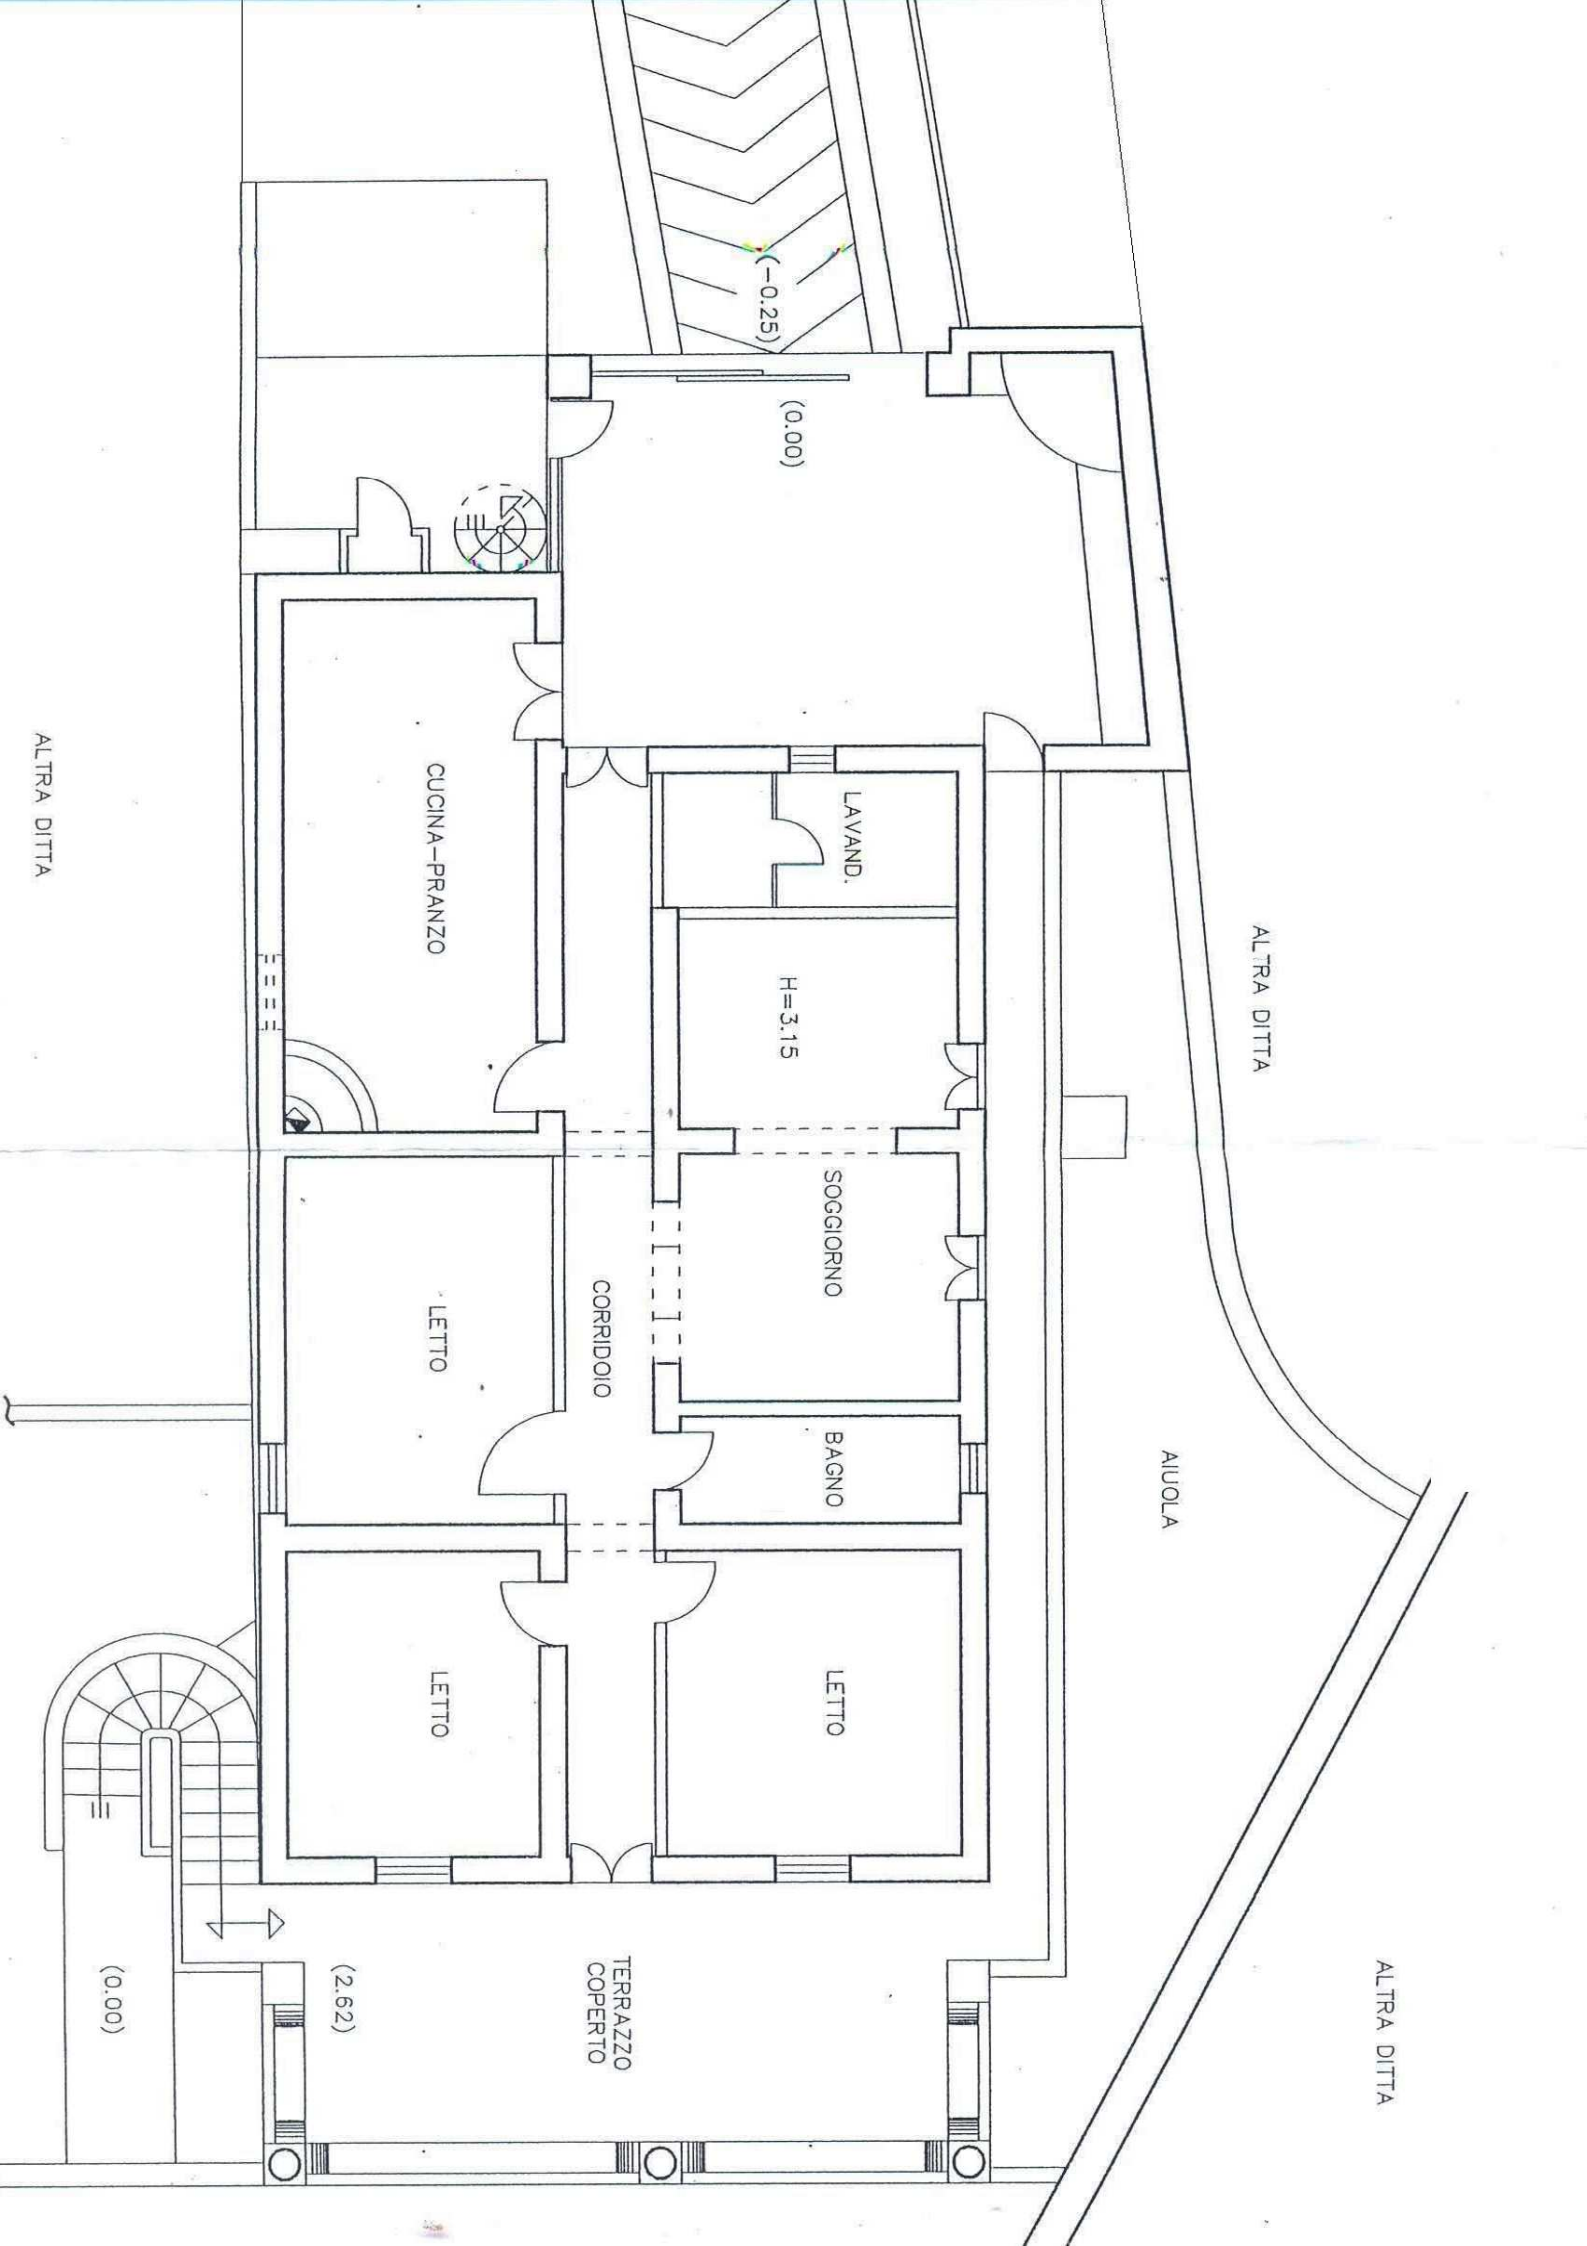 ALTRA DITTA
ALTRA DITTA
ALTRA DITTA
AIUOLA
(-0.25)
(0.00)
LAVAND.
H=3.15
SOGGIORNO
BAGNO
LETTO
CUCINA-PRANZO
CORRIDOIO
LETTO
LETTO
TERRAZZO
COPERTO
(2.62)
(0.00)